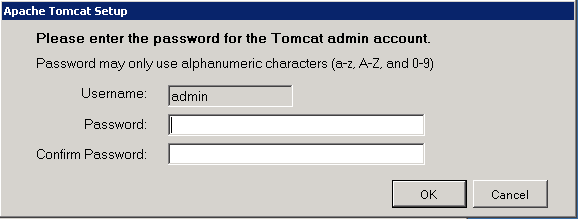 Apache Tomcat Setup
Please enter the password for the Tomcat admin account.
Password may only use alphanumeric characters (a-z, A-Z, and 0-9)
Username: admin
Password:
Confirm Password:
OK Cancel